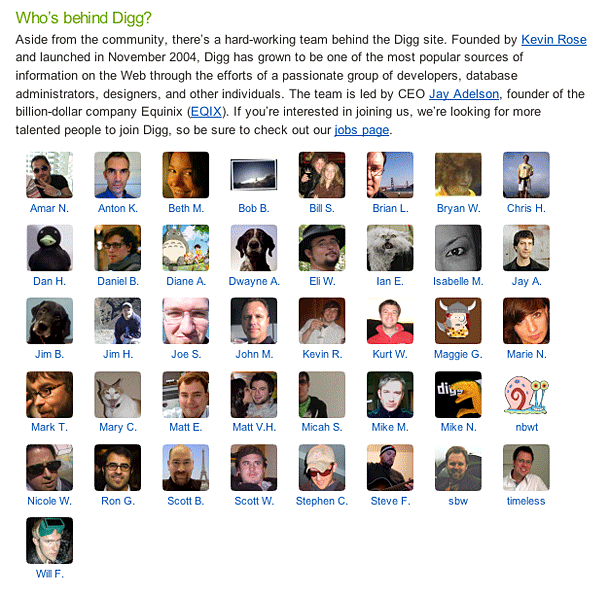 Who's behind Digg?
Aside from the community, there's a hard-working team behind the Digg site. Founded by Kevin Rose
and launched in November 2004, Digg has grown to be one of the most popular sources of
information on the Web through the efforts of a passionate group of developers, database
administrators, designers, and other individuals. The team is led by CEO Jay Adelson, founder of the
billion-dollar company Equinix (EQIX). If you're interested in joining us, we're looking for more
talented people to join Digg, so be sure to check out our jobs page.
Amar N. Anton K. Beth M. Bob B. Bill S. Brian L. Bryan W. Chris H.
Dan H. Daniel B. Diane A. Dwayne A. Eli W. Ian E. Isabelle M. Jay A.
Jim B. Jim H. Joe S. John M. Kevin R. Kurt W. Maggie G. Marie N.
digg
Mark T. Mary C. Matt E. Matt V.H. Micah S. Mike M. Mike N. nbwt
Nicole W. Ron G. Scott B. Scott W. Stephen C. Steve F. sbw timeless
Will F.